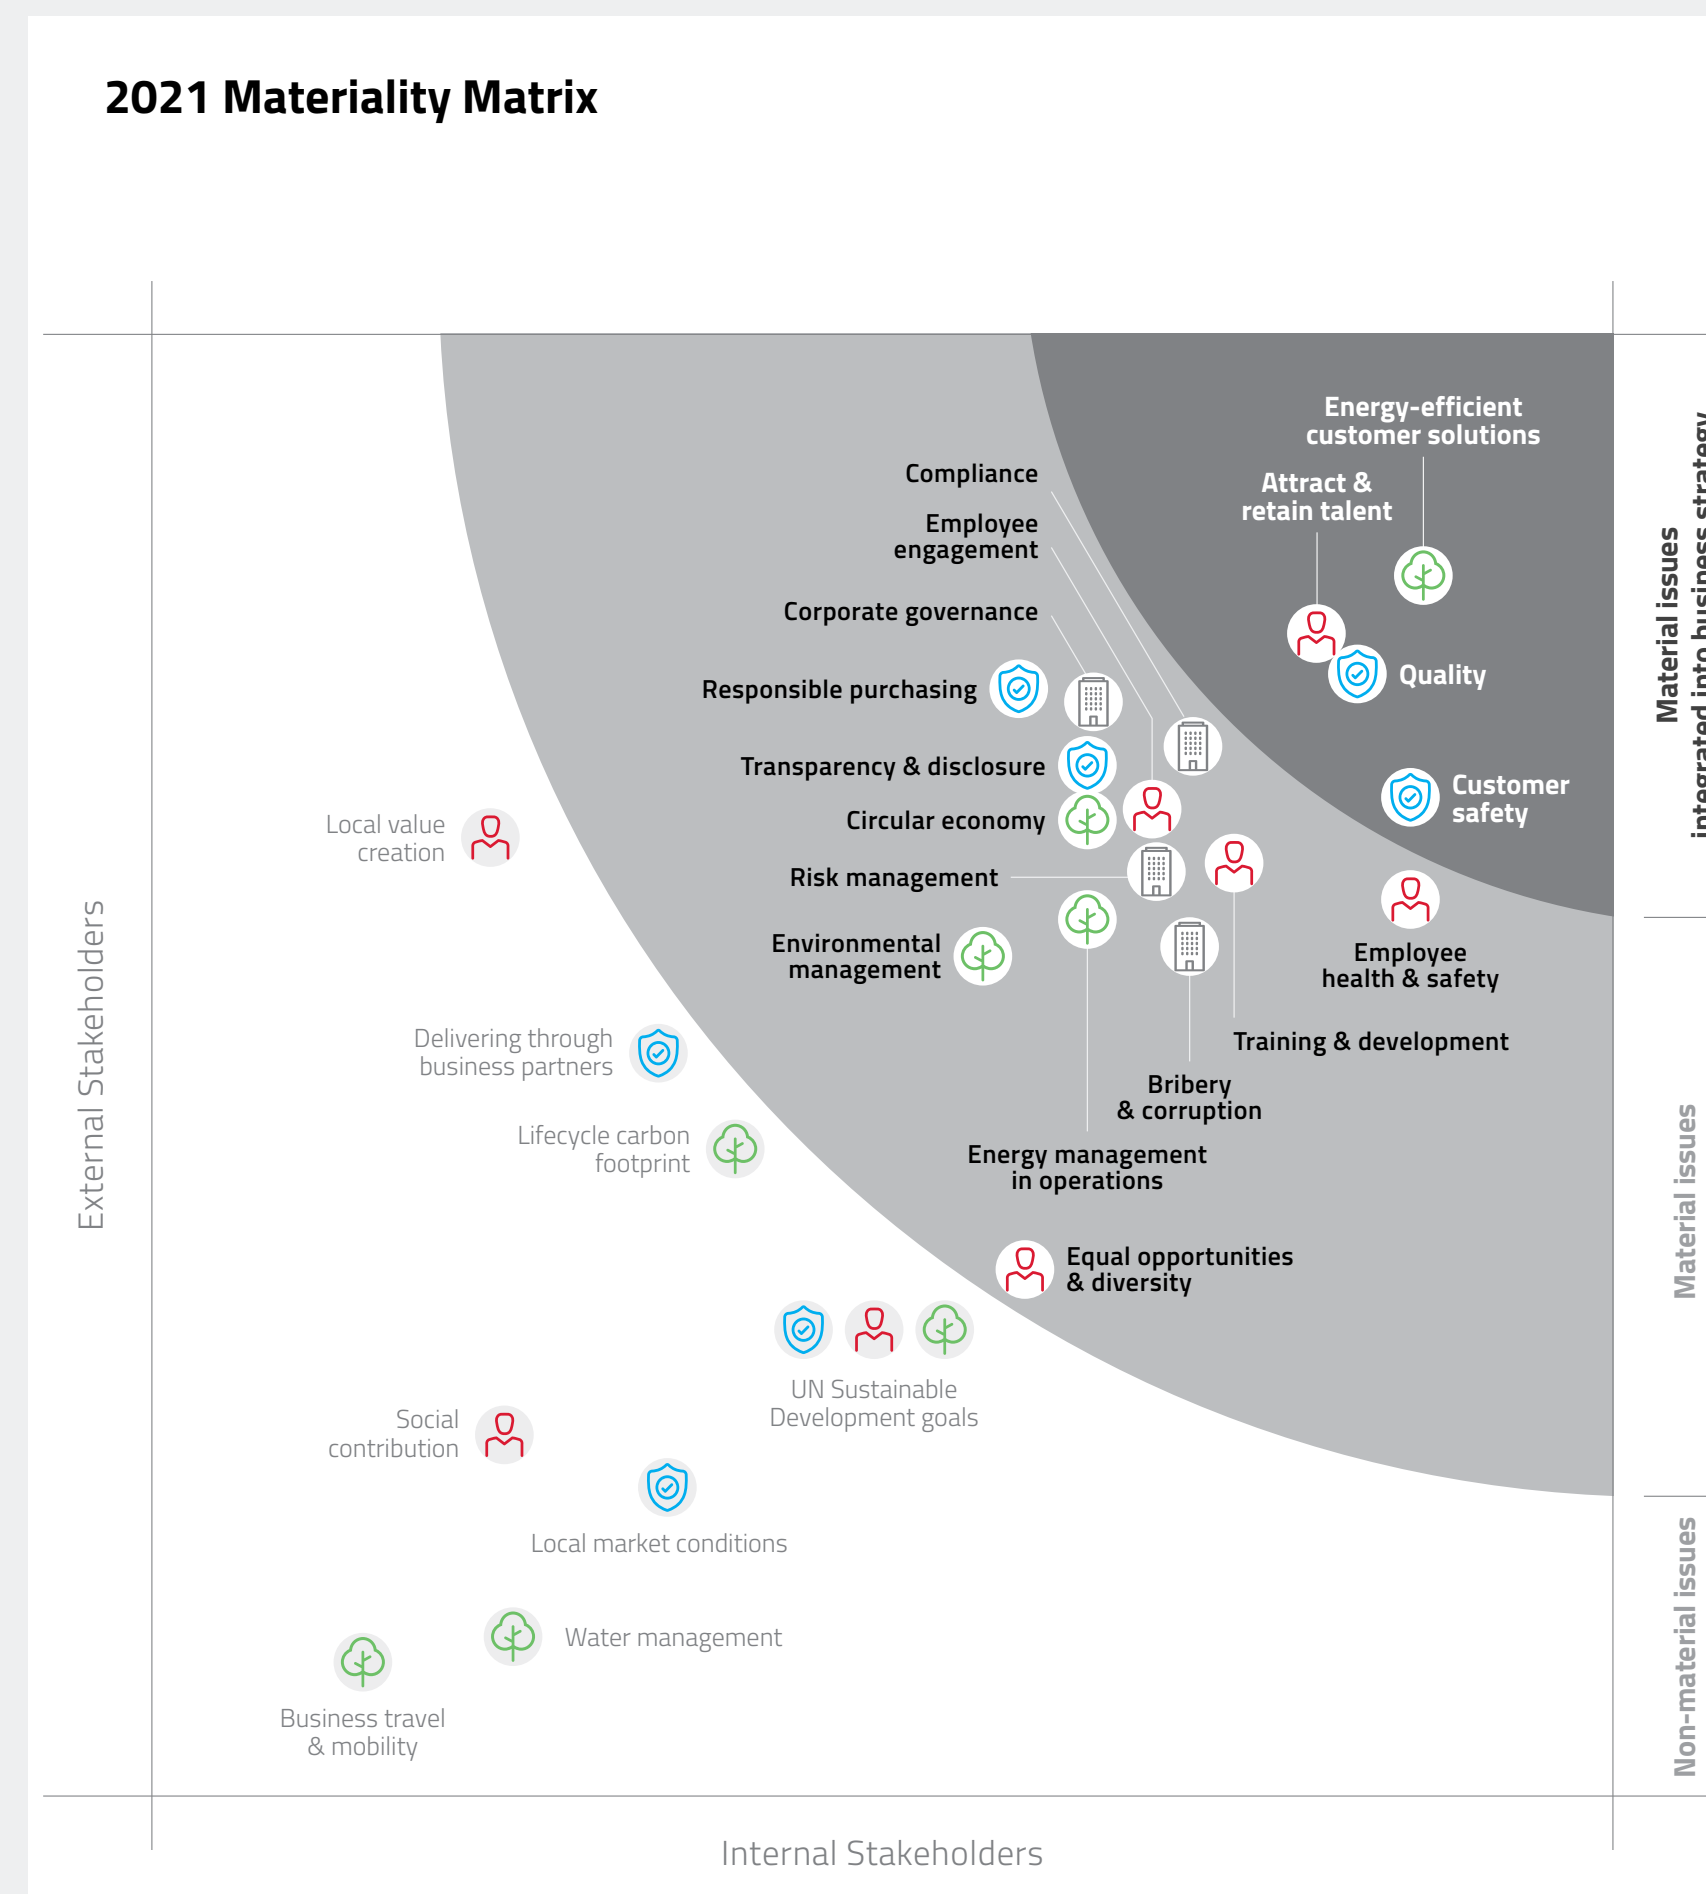 2021 Materiality Matrix
Energy-efficient
customer solutions
Attract &
retain talent
Compliance
Employee
engagement
Corporate governance
Responsible purchasing
Quality
Transparency & disclosure
Customer
safety
Circular economy
Local value
creation
Risk management
Environmental
management
Employee
health & safety
Delivering through
business partners
Training & development
Bribery
& corruption
Lifecycle carbon
footprint
Energy management
in operations
Equal opportunities
& diversity
UN Sustainable
Development goals
Social
contribution
Local market conditions
Water management
Business travel
& mobility
External Stakeholders
Internal Stakeholders
Material issues
integrated into business strategy
Material issues
Non-material issues